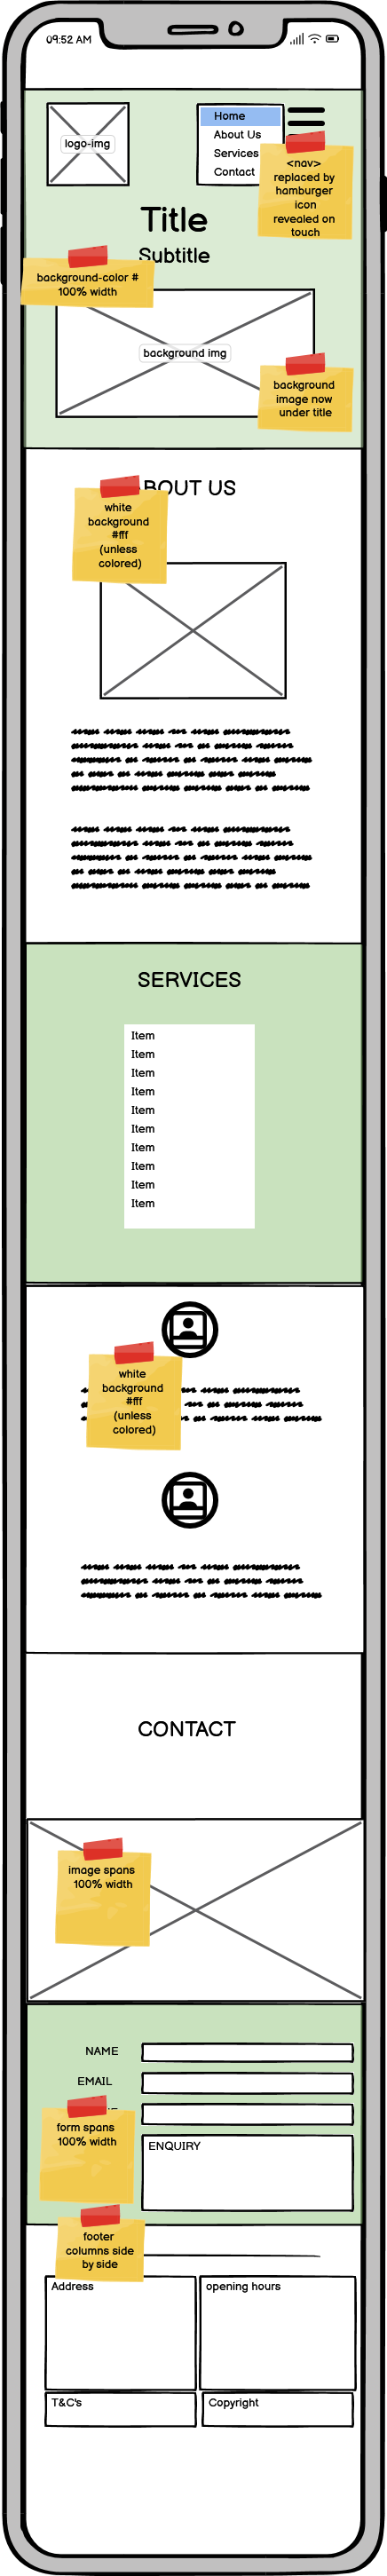 09:52 AM
logo-img
Home
About Us
Services
Contact
<nav>
replaced by
hamburger
icon
revealed on
touch
Title
Subtitle
background-color #
100% width
background img
background
image now
under title
BOUT US
white
background
#fff
(unless
colored)
SERVICES
Item
Item
Item
Item
Item
Item
Item
Item
Item
Item
white
background
#fff
(unless
colored)
CONTACT
image spans
100% width
NAME
EMAIL
form spans
100% width
ENQUIRY
footer
columns side
by side
Address
opening hours
T&C's
Copyright